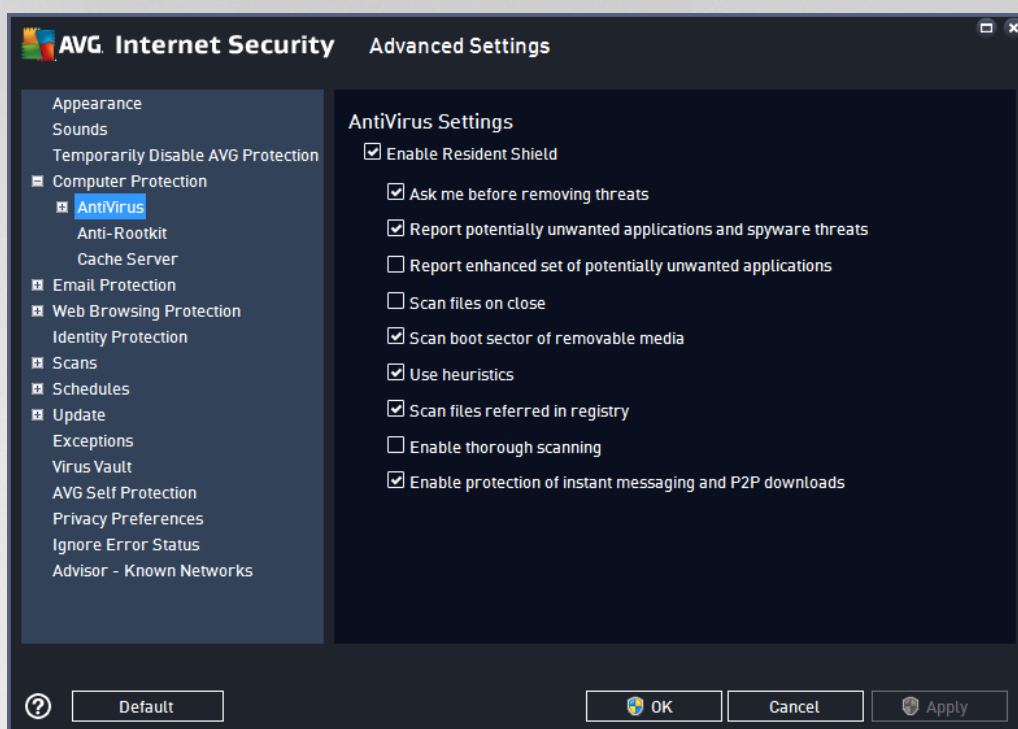 AVG. Internet Security Advanced Settings
Appearance
Sounds
Temporarily Disable AVG Protection
Computer Protection
AntiVirus
Anti-Rootkit
Cache Server
Email Protection
Web Browsing Protection
Identity Protection
Scans
Schedules
Update
Exceptions
Virus Vault
AVG Self Protection
Privacy Preferences
Ignore Error Status
Advisor - Known Networks
AntiVirus Settings
Enable Resident Shield
Ask me before removing threats
Report potentially unwanted applications and spyware threats
Report enhanced set of potentially unwanted applications
Scan files on close
Scan boot sector of removable media
Use heuristics
Scan files referred in registry
Enable thorough scanning
Enable protection of instant messaging and P2P downloads
? Default OK Cancel Apply